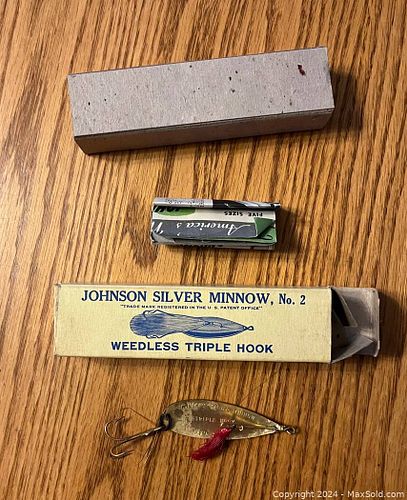 FIVE SIZES
America's
JOHNSON SILVER MINNOW, No. 2
"TRADE MARK REGISTERED IN THE U. S. PATENT OFFICE"
WEEDLESS TRIPLE HOOK
Copyright © 2024 - MaxSold.com